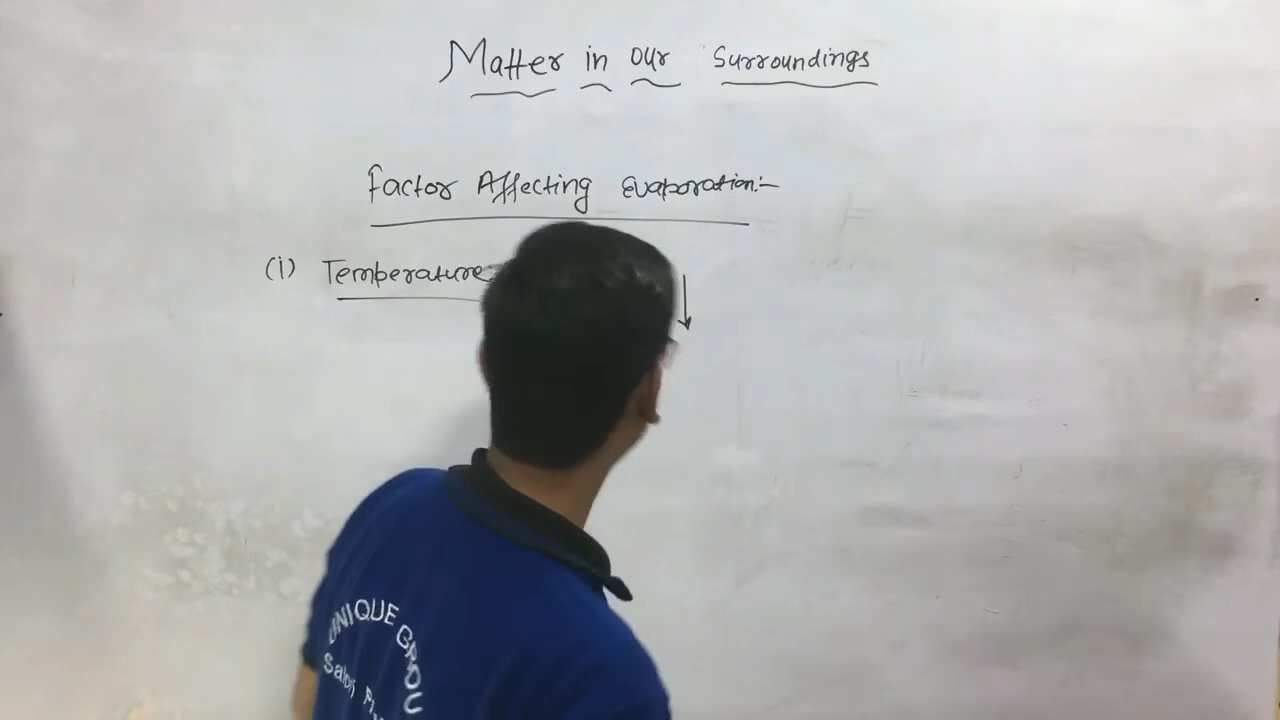 Matter in our Surroundings
Factor Affecting Evaporation:-
(i) Temperature
UNIQUE GROU